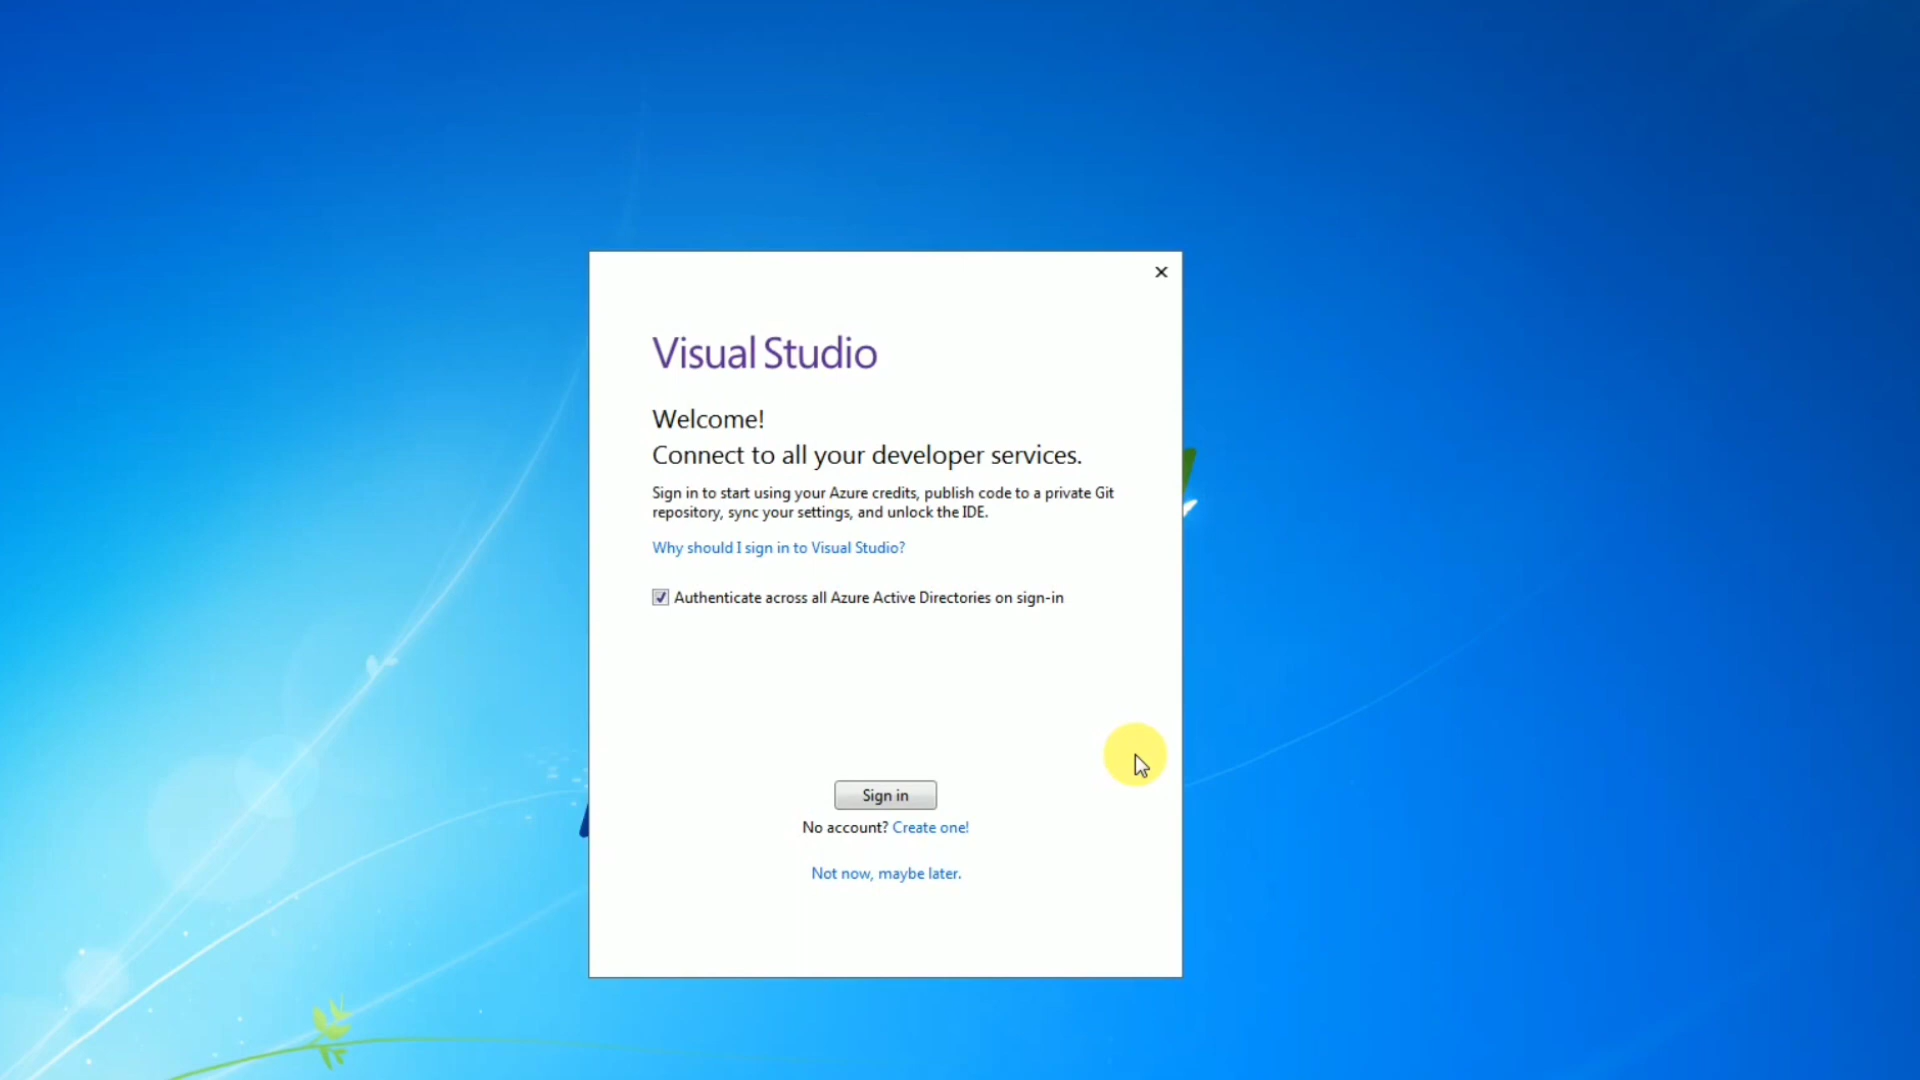 Visual Studio
Welcome!
Connect to all your developer services.
Sign in to start using your Azure credits, publish code to a private Git
repository, sync your settings, and unlock the IDE.
Why should I sign in to Visual Studio?
Authenticate across all Azure Active Directories on sign-in
Sign in
No account? Create one!
Not now, maybe later.